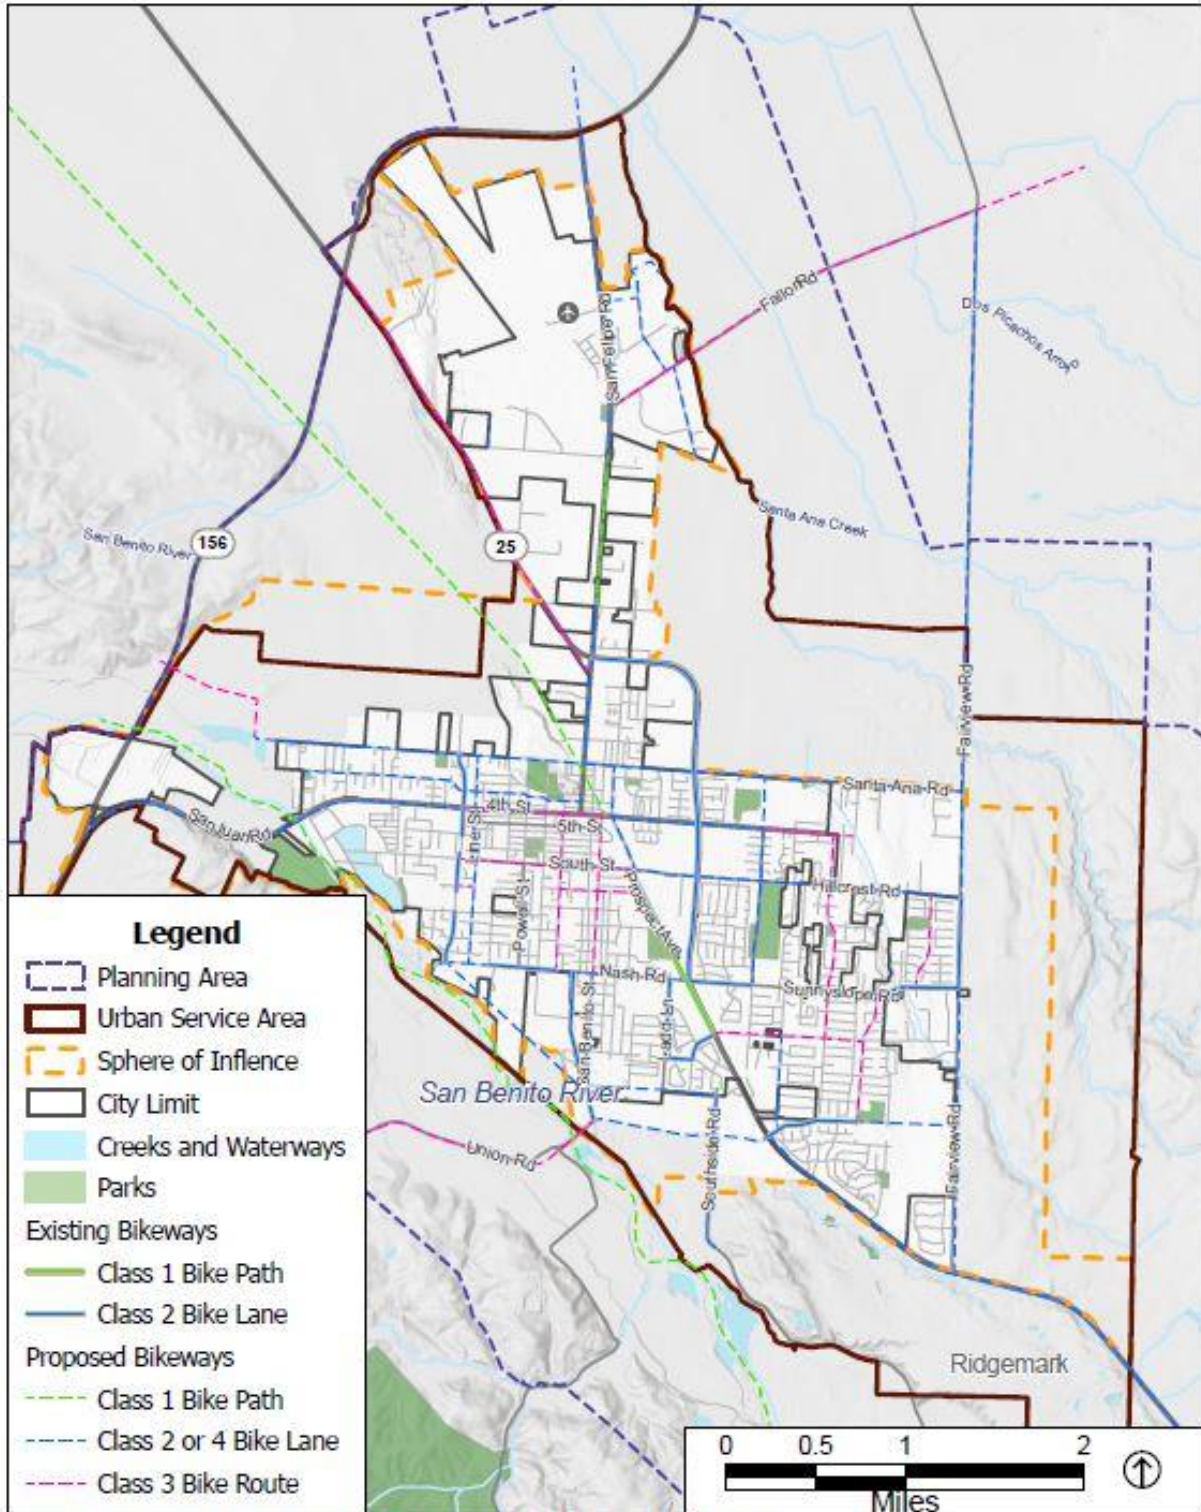 Fallon Rd
San Felipe Rd
Dos Picachos Arroyo
Santa Ana Creek
San Benito River
156
25
Fairview Rd
Santa Ana Rd
4th St
5th St
San Juan Rd
South St
Hillcrest Rd
Powell St
Prospect Ave
Nash Rd
Sunnyslope Rd
San Benito St
San Benito River
Union Rd
Southside Rd
Fairview Rd
Ridgemark
Legend
Planning Area
Urban Service Area
Sphere of Inflence
City Limit
Creeks and Waterways
Parks
Existing Bikeways
Class 1 Bike Path
Class 2 Bike Lane
Proposed Bikeways
Class 1 Bike Path
Class 2 or 4 Bike Lane
Class 3 Bike Route
0 0.5 1 2
Miles